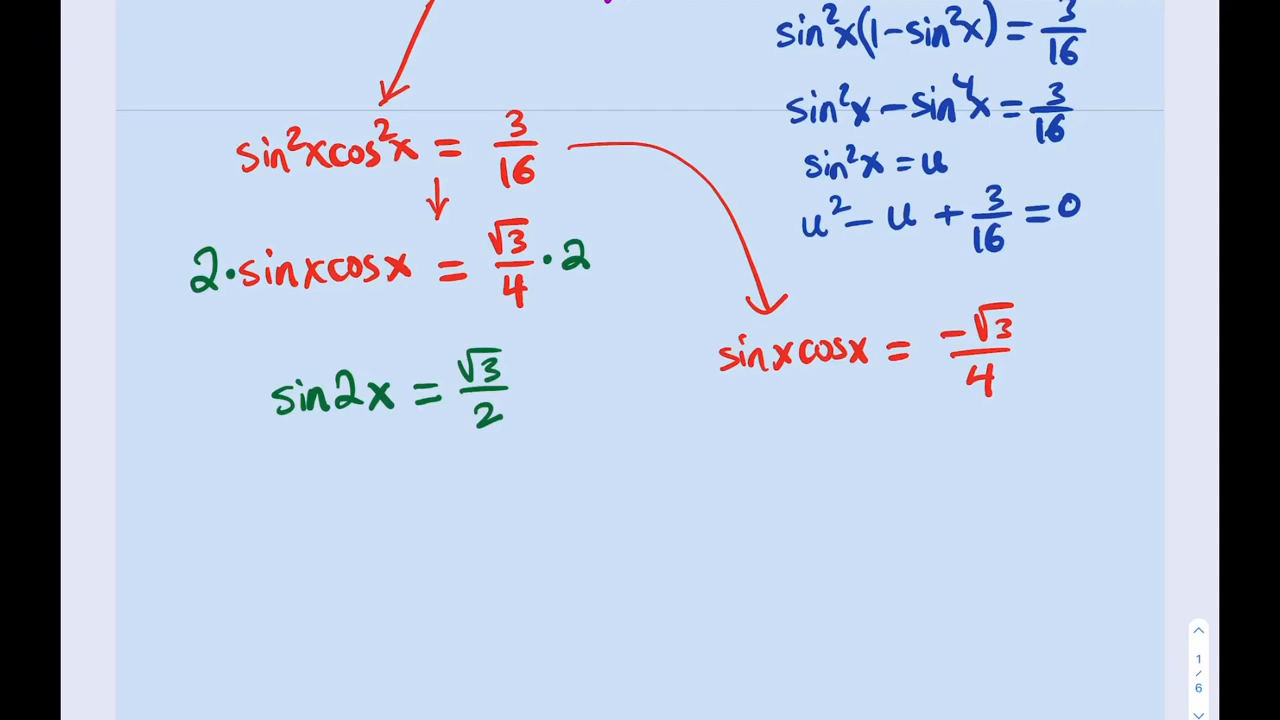 sin²x(1-sin²x) = 3/16
sin²x - sin⁴x = 3/16
sin²x = u
u² - u + 3/16 = 0
sin²xcos²x = 3/16
2·sinxcosx = √3/4 ·2
sin2x = √3/2
sinxcosx = -√3/4
1/6